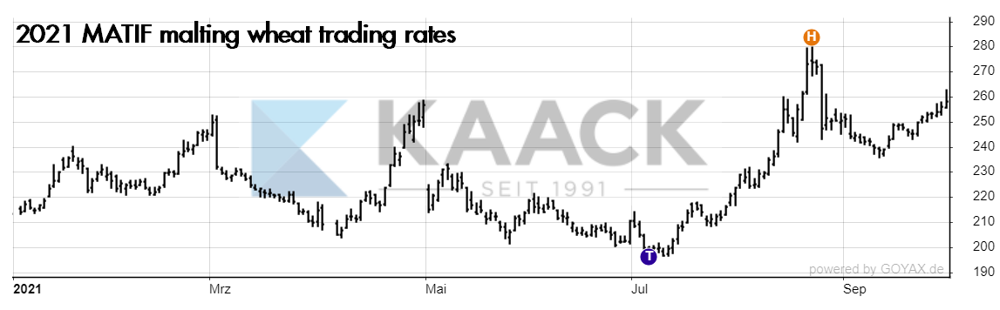 2021 MATIF malting wheat trading rates
H
290
280
270
260
250
240
230
220
210
200
190
KAACK
SEIT 1991
T
powered by GOYAX.de
2021 Mrz Mai Jul Sep